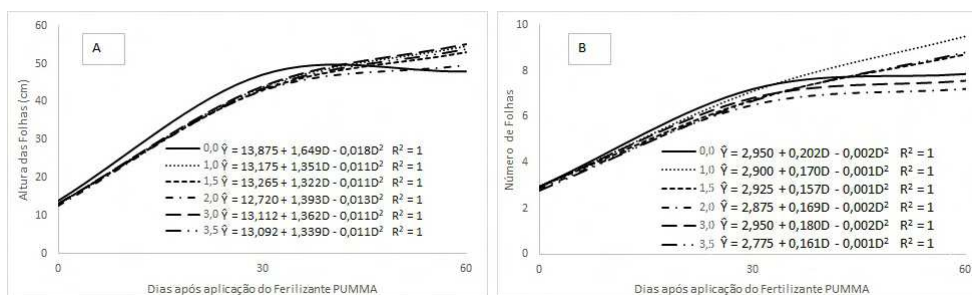 A
Altura das Folhas (cm)
60
50
40
30
20
10
0
0,0 Ŷ = 13,875 + 1,649D - 0,018D² R² = 1
1,0 Ŷ = 13,175 + 1,351D - 0,011D² R² = 1
1,5 Ŷ = 13,265 + 1,322D - 0,011D² R² = 1
2,0 Ŷ = 12,720 + 1,393D - 0,013D² R² = 1
3,0 Ŷ = 13,112 + 1,362D - 0,011D² R² = 1
3,5 Ŷ = 13,092 + 1,339D - 0,011D² R² = 1
0 30 60
Dias após aplicação do Ferilizante PUMMA
B
Número de Folhas
10
8
6
4
2
0
0,0 Ŷ = 2,950 + 0,202D - 0,002D² R² = 1
1,0 Ŷ = 2,900 + 0,170D - 0,001D² R² = 1
1,5 Ŷ = 2,925 + 0,157D - 0,001D² R² = 1
2,0 Ŷ = 2,875 + 0,169D - 0,002D² R² = 1
3,0 Ŷ = 2,950 + 0,180D - 0,002D² R² = 1
3,5 Ŷ = 2,775 + 0,161D - 0,001D² R² = 1
0 30 60
Dias após aplicação do Fertilizante PUMMA